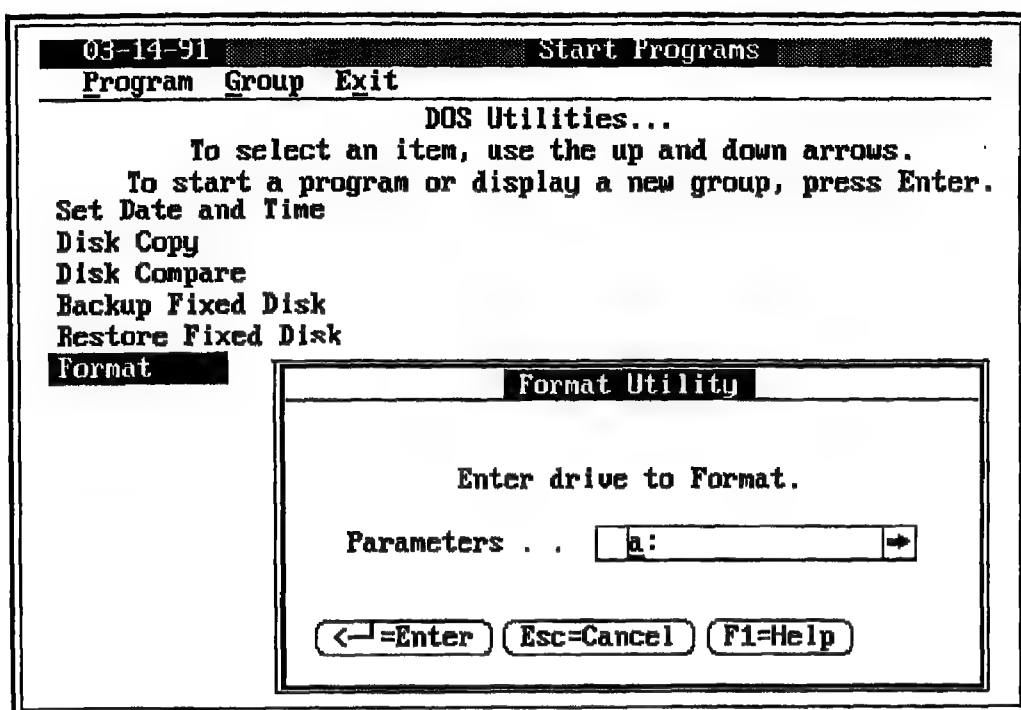 03-14-91 Start Programs
Program Group Exit
DOS Utilities...
To select an item, use the up and down arrows.
To start a program or display a new group, press Enter.
Set Date and Time
Disk Copy
Disk Compare
Backup Fixed Disk
Restore Fixed Disk
Format
Format Utility
Enter drive to Format.
Parameters . . a:
<┘=Enter Esc=Cancel F1=Help